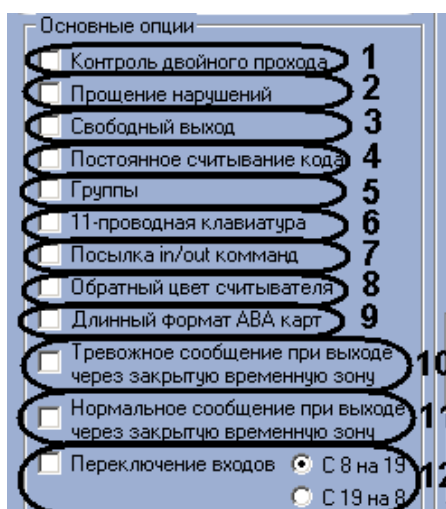 Основные опции
Контроль двойного прохода 1
Прощение нарушений 2
Свободный выход 3
Постоянное считывание кода 4
Группы 5
11-проводная клавиатура 6
Посылка in/out комманд 7
Обратный цвет считывателя 8
Длинный формат ABA карт 9
Тревожное сообщение при выходе 10
через закрытую временную зону
Нормальное сообщение при выходе 11
через закрытую временную зону
Переключение входов С 8 на 19 12
С 19 на 8